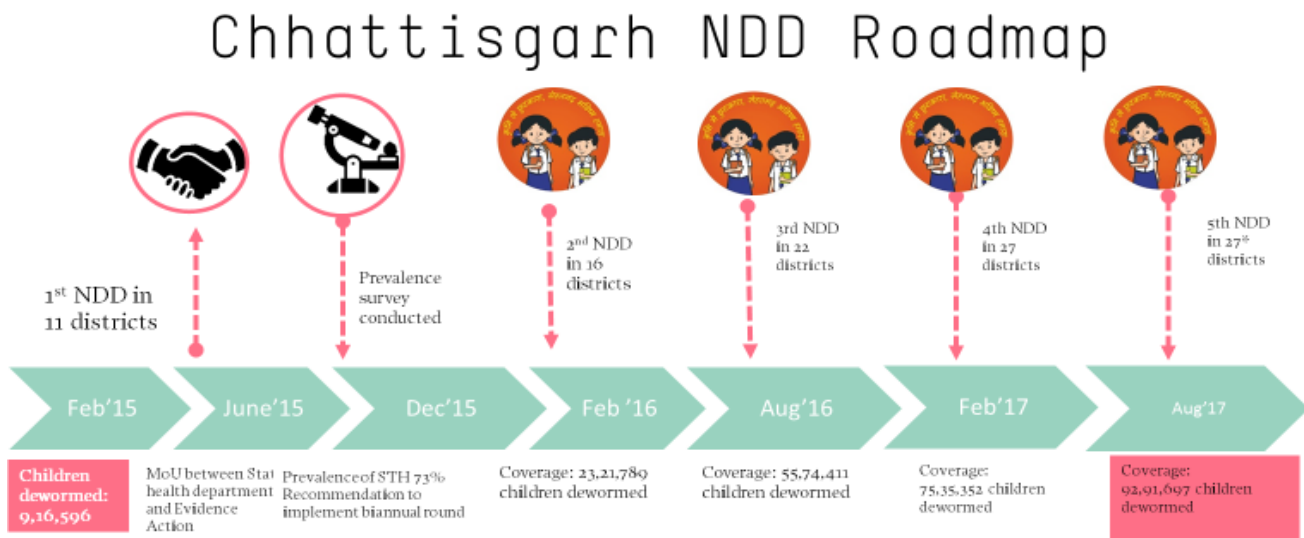 Chhattisgarh NDD Roadmap
1st NDD in
11 districts
Prevalence
survey
conducted
2nd NDD
in 16
districts
3rd NDD
in 22
districts
4th NDD
in 27
districts
5th NDD
in 27*
districts
Feb'15
June'15
Dec'15
Feb '16
Aug'16
Feb'17
Aug'17
Children
dewormed:
9,16,596
MoU between Stat
health department
and Evidence
Action
Prevalence of STH 73%
Recommendation to
implement biannual round
Coverage: 23,21,789
children dewormed
Coverage: 55,74,411
children dewormed
Coverage:
75,35,352 children
dewormed
Coverage:
92,91,697 children
dewormed